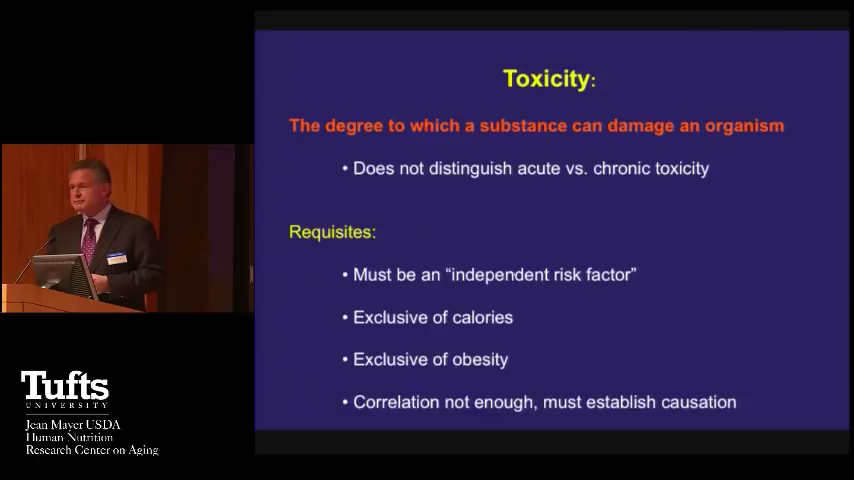 Toxicity:
The degree to which a substance can damage an organism
• Does not distinguish acute vs. chronic toxicity
Requisites:
• Must be an “independent risk factor”
• Exclusive of calories
• Exclusive of obesity
• Correlation not enough, must establish causation
Tufts
UNIVERSITY
Jean Mayer USDA
Human Nutrition
Research Center on Aging